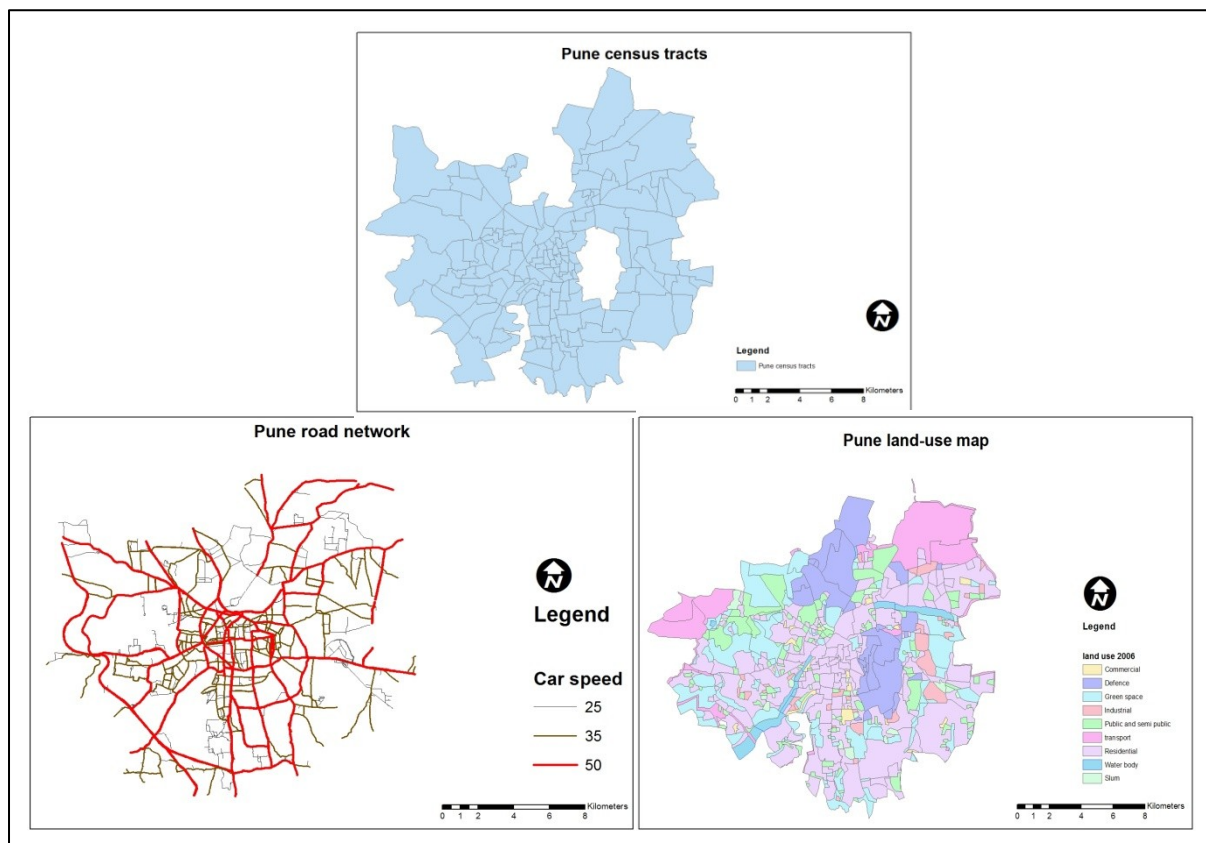 Pune census tracts
N
Legend
Pune census tracts
Kilometers
0 1 2 4 6 8
Pune road network
N
Legend
Car speed
25
35
50
Kilometers
0 1 2 4 6 8
Pune land-use map
N
Legend
land use 2006
Commercial
Defence
Green space
Industrial
Public and semi public
transport
Residential
Water body
Slum
Kilometers
0 1 2 4 6 8